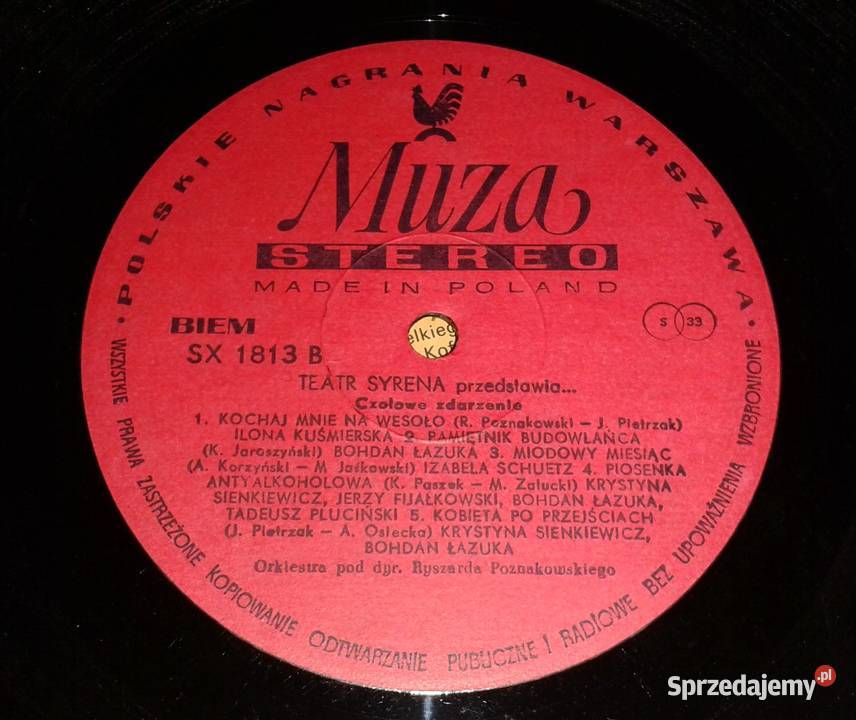 • POLSKIE NAGRANIA WARSZAWA •
Muza
STEREO
MADE IN POLAND
BIEM
S 33
elkieg
Kof
SX 1813 B
TEATR SYRENA przedstawia...
Czołowe zdarzenie
1. KOCHAJ MNIE NA WESOŁO (R. Poznakowski – J. Pietrzak)
ILONA KUŚMIERSKA 2. PAMIĘTNIK BUDOWLAŃCA
(K. Jaroszyński) BOHDAN ŁAZUKA 3. MIODOWY MIESIĄC
(A. Korzyński – M Jaśkowski) IZABELA SCHUETZ 4. PIOSENKA
ANTYALKOHOLOWA (K. Paszek – M. Załucki) KRYSTYNA
SIENKIEWICZ, JERZY FIJAŁKOWSKI, BOHDAN ŁAZUKA,
TADEUSZ PLUCIŃSKI 5. KOBIETA PO PRZEJŚCIACH
(J. Pietrzak – A. Osiecka) KRYSTYNA SIENKIEWICZ,
BOHDAN ŁAZUKA
Orkiestra pod dyr. Ryszarda Poznakowskiego
WSZYSTKIE PRAWA ZASTRZEŻONE KOPIOWANIE ODTWARZANIE PUBLICZNE I RADIOWE BEZ UPOWAŻNIENIA WZBRONIONE
Sprzedajemy.pl